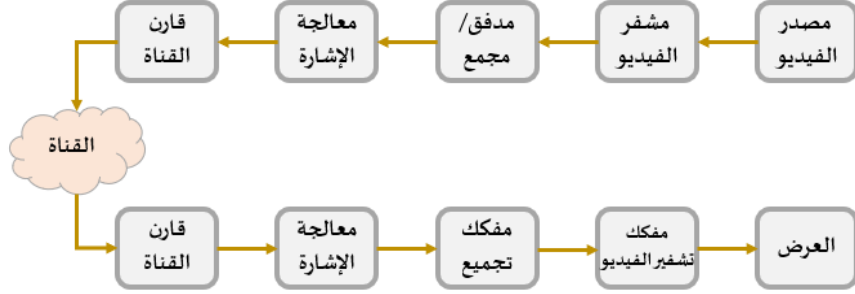 مصدر
الفيديو
مشفر
الفيديو
مدفق/
مجمع
معالجة
الإشارة
قارن
القناة
القناة
قارن
القناة
معالجة
الإشارة
مفكك
تجميع
مفكك
تشفير الفيديو
العرض